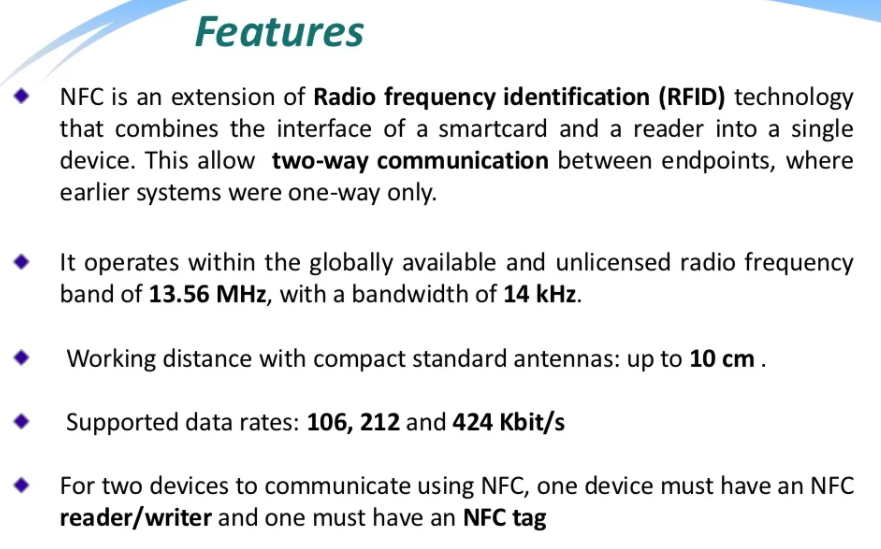 Features
NFC is an extension of Radio frequency identification (RFID) technology
that combines the interface of a smartcard and a reader into a single
device. This allow two-way communication between endpoints, where
earlier systems were one-way only.
It operates within the globally available and unlicensed radio frequency
band of 13.56 MHz, with a bandwidth of 14 kHz.
Working distance with compact standard antennas: up to 10 cm .
Supported data rates: 106, 212 and 424 Kbit/s
For two devices to communicate using NFC, one device must have an NFC
reader/writer and one must have an NFC tag